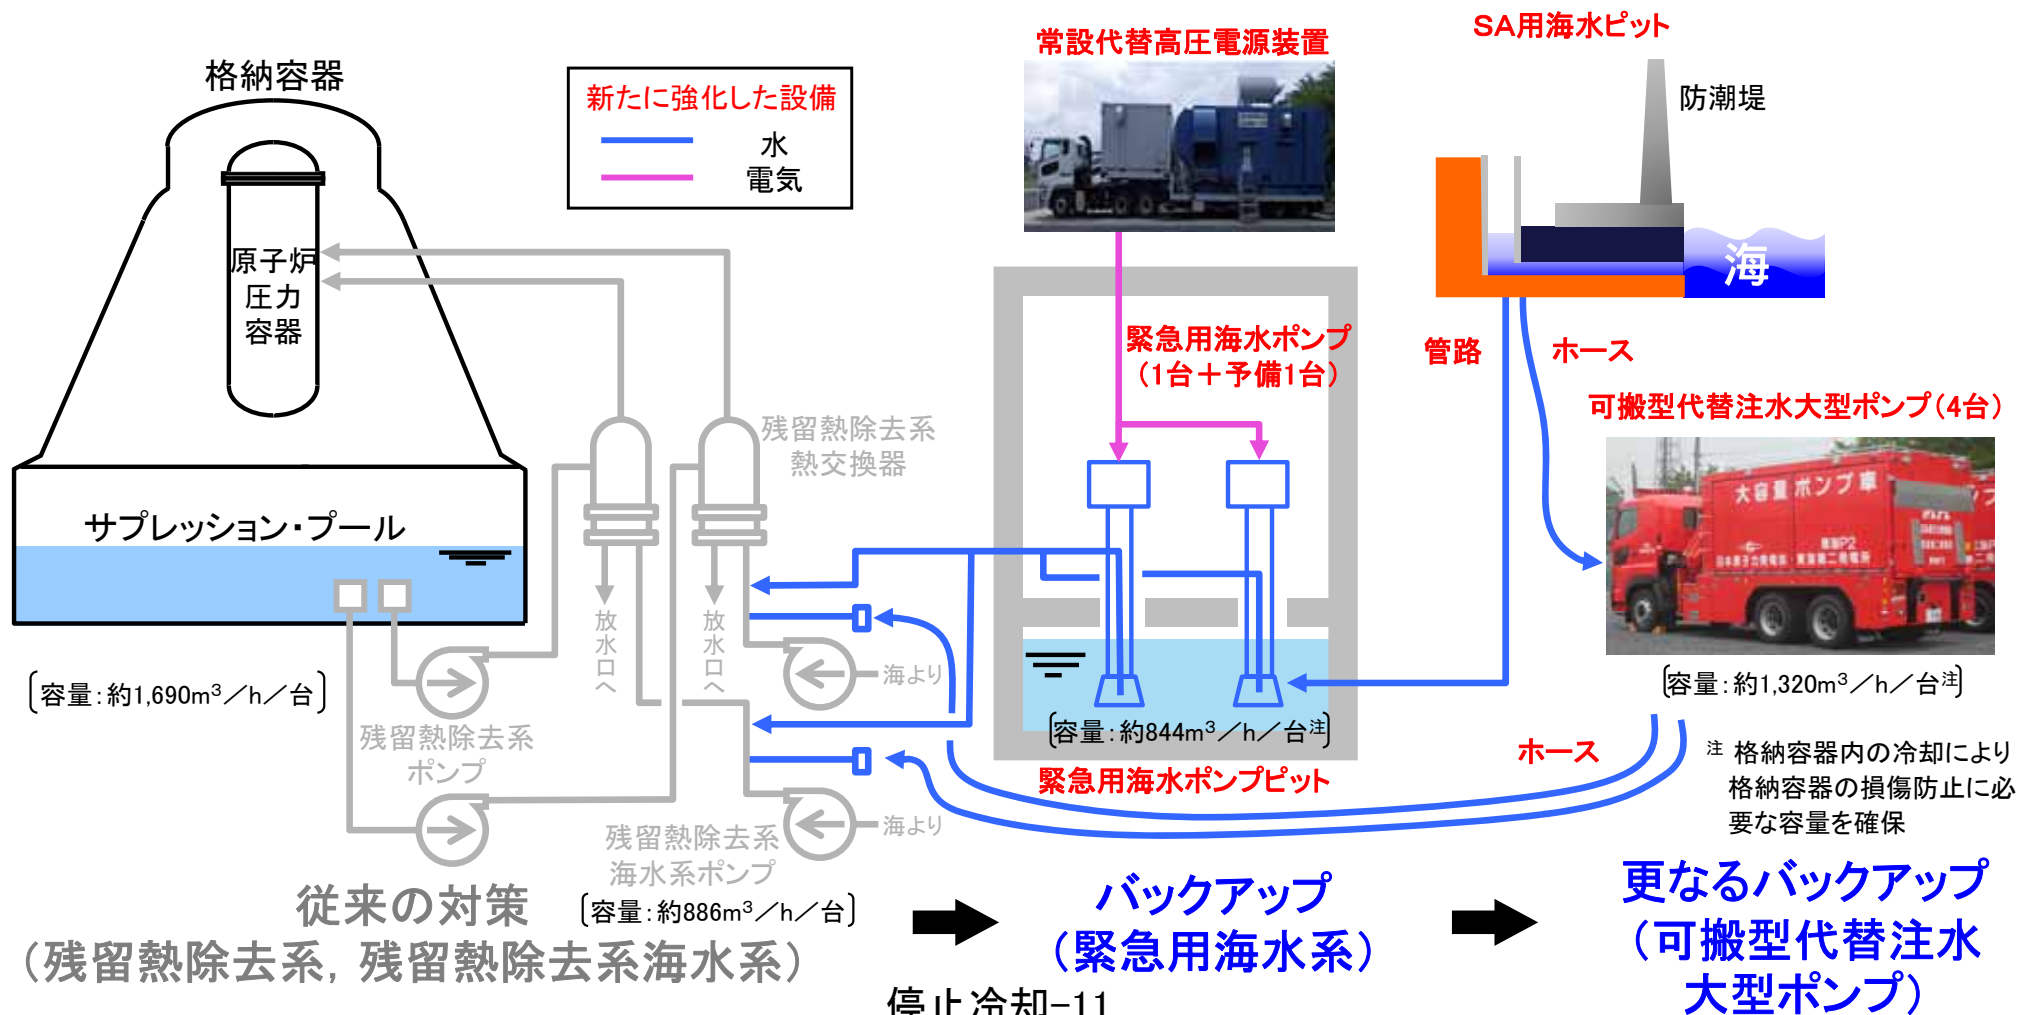 格納容器
原子炉
圧力
容器
サプレッション・プール
〔容量：約1,690m³／h／台〕
新たに強化した設備
水
電気
残留熱除去系
熱交換器
放水口へ
放水口へ
海より
海より
残留熱除去系
ポンプ
残留熱除去系
海水系ポンプ
〔容量：約886m³／h／台〕
従来の対策
（残留熱除去系，残留熱除去系海水系）
常設代替高圧電源装置
緊急用海水ポンプ
（1台＋予備1台）
〔容量：約844m³／h／台注〕
緊急用海水ポンプピット
バックアップ
（緊急用海水系）
SA用海水ピット
防潮堤
海
管路
ホース
可搬型代替注水大型ポンプ（4台）
大容量ポンプ車
〔容量：約1,320m³／h／台注〕
ホース
注 格納容器内の冷却により
格納容器の損傷防止に必
要な容量を確保
更なるバックアップ
（可搬型代替注水
大型ポンプ）
停止冷却-11